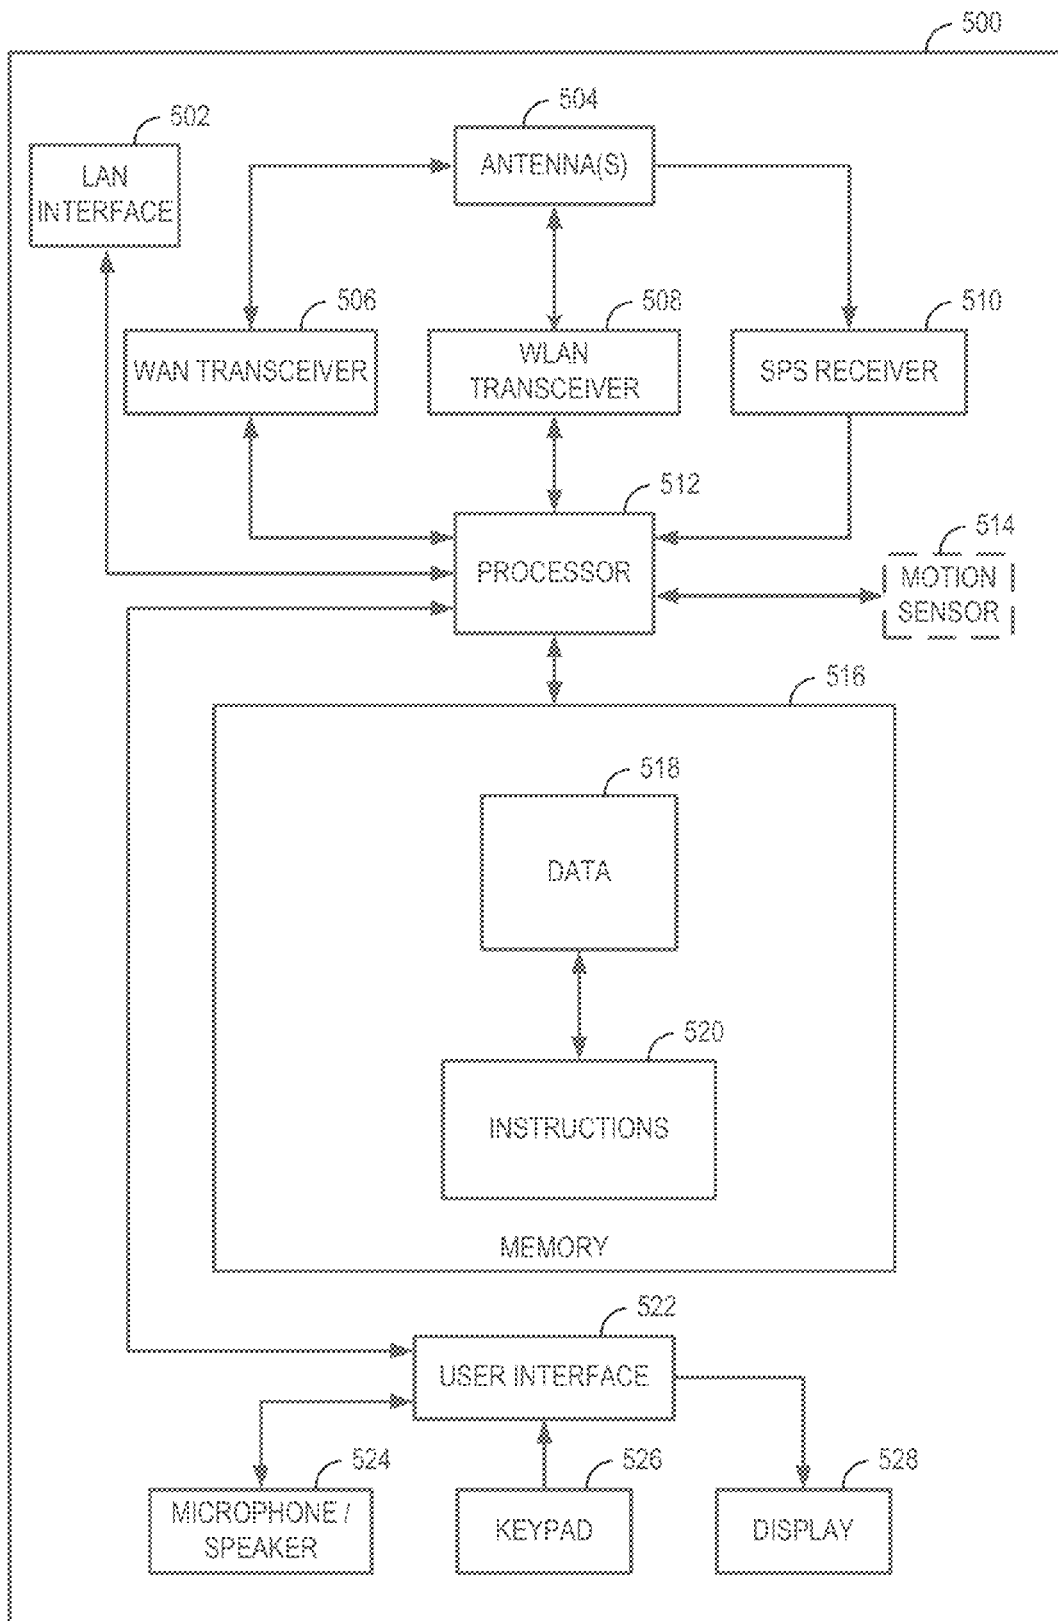 500
502
LAN
INTERFACE
504
ANTENNA(S)
506
WAN TRANSCEIVER
508
WLAN
TRANSCEIVER
510
SPS RECEIVER
512
PROCESSOR
514
MOTION
SENSOR
516
518
DATA
520
INSTRUCTIONS
MEMORY
522
USER INTERFACE
524
MICROPHONE /
SPEAKER
526
KEYPAD
528
DISPLAY